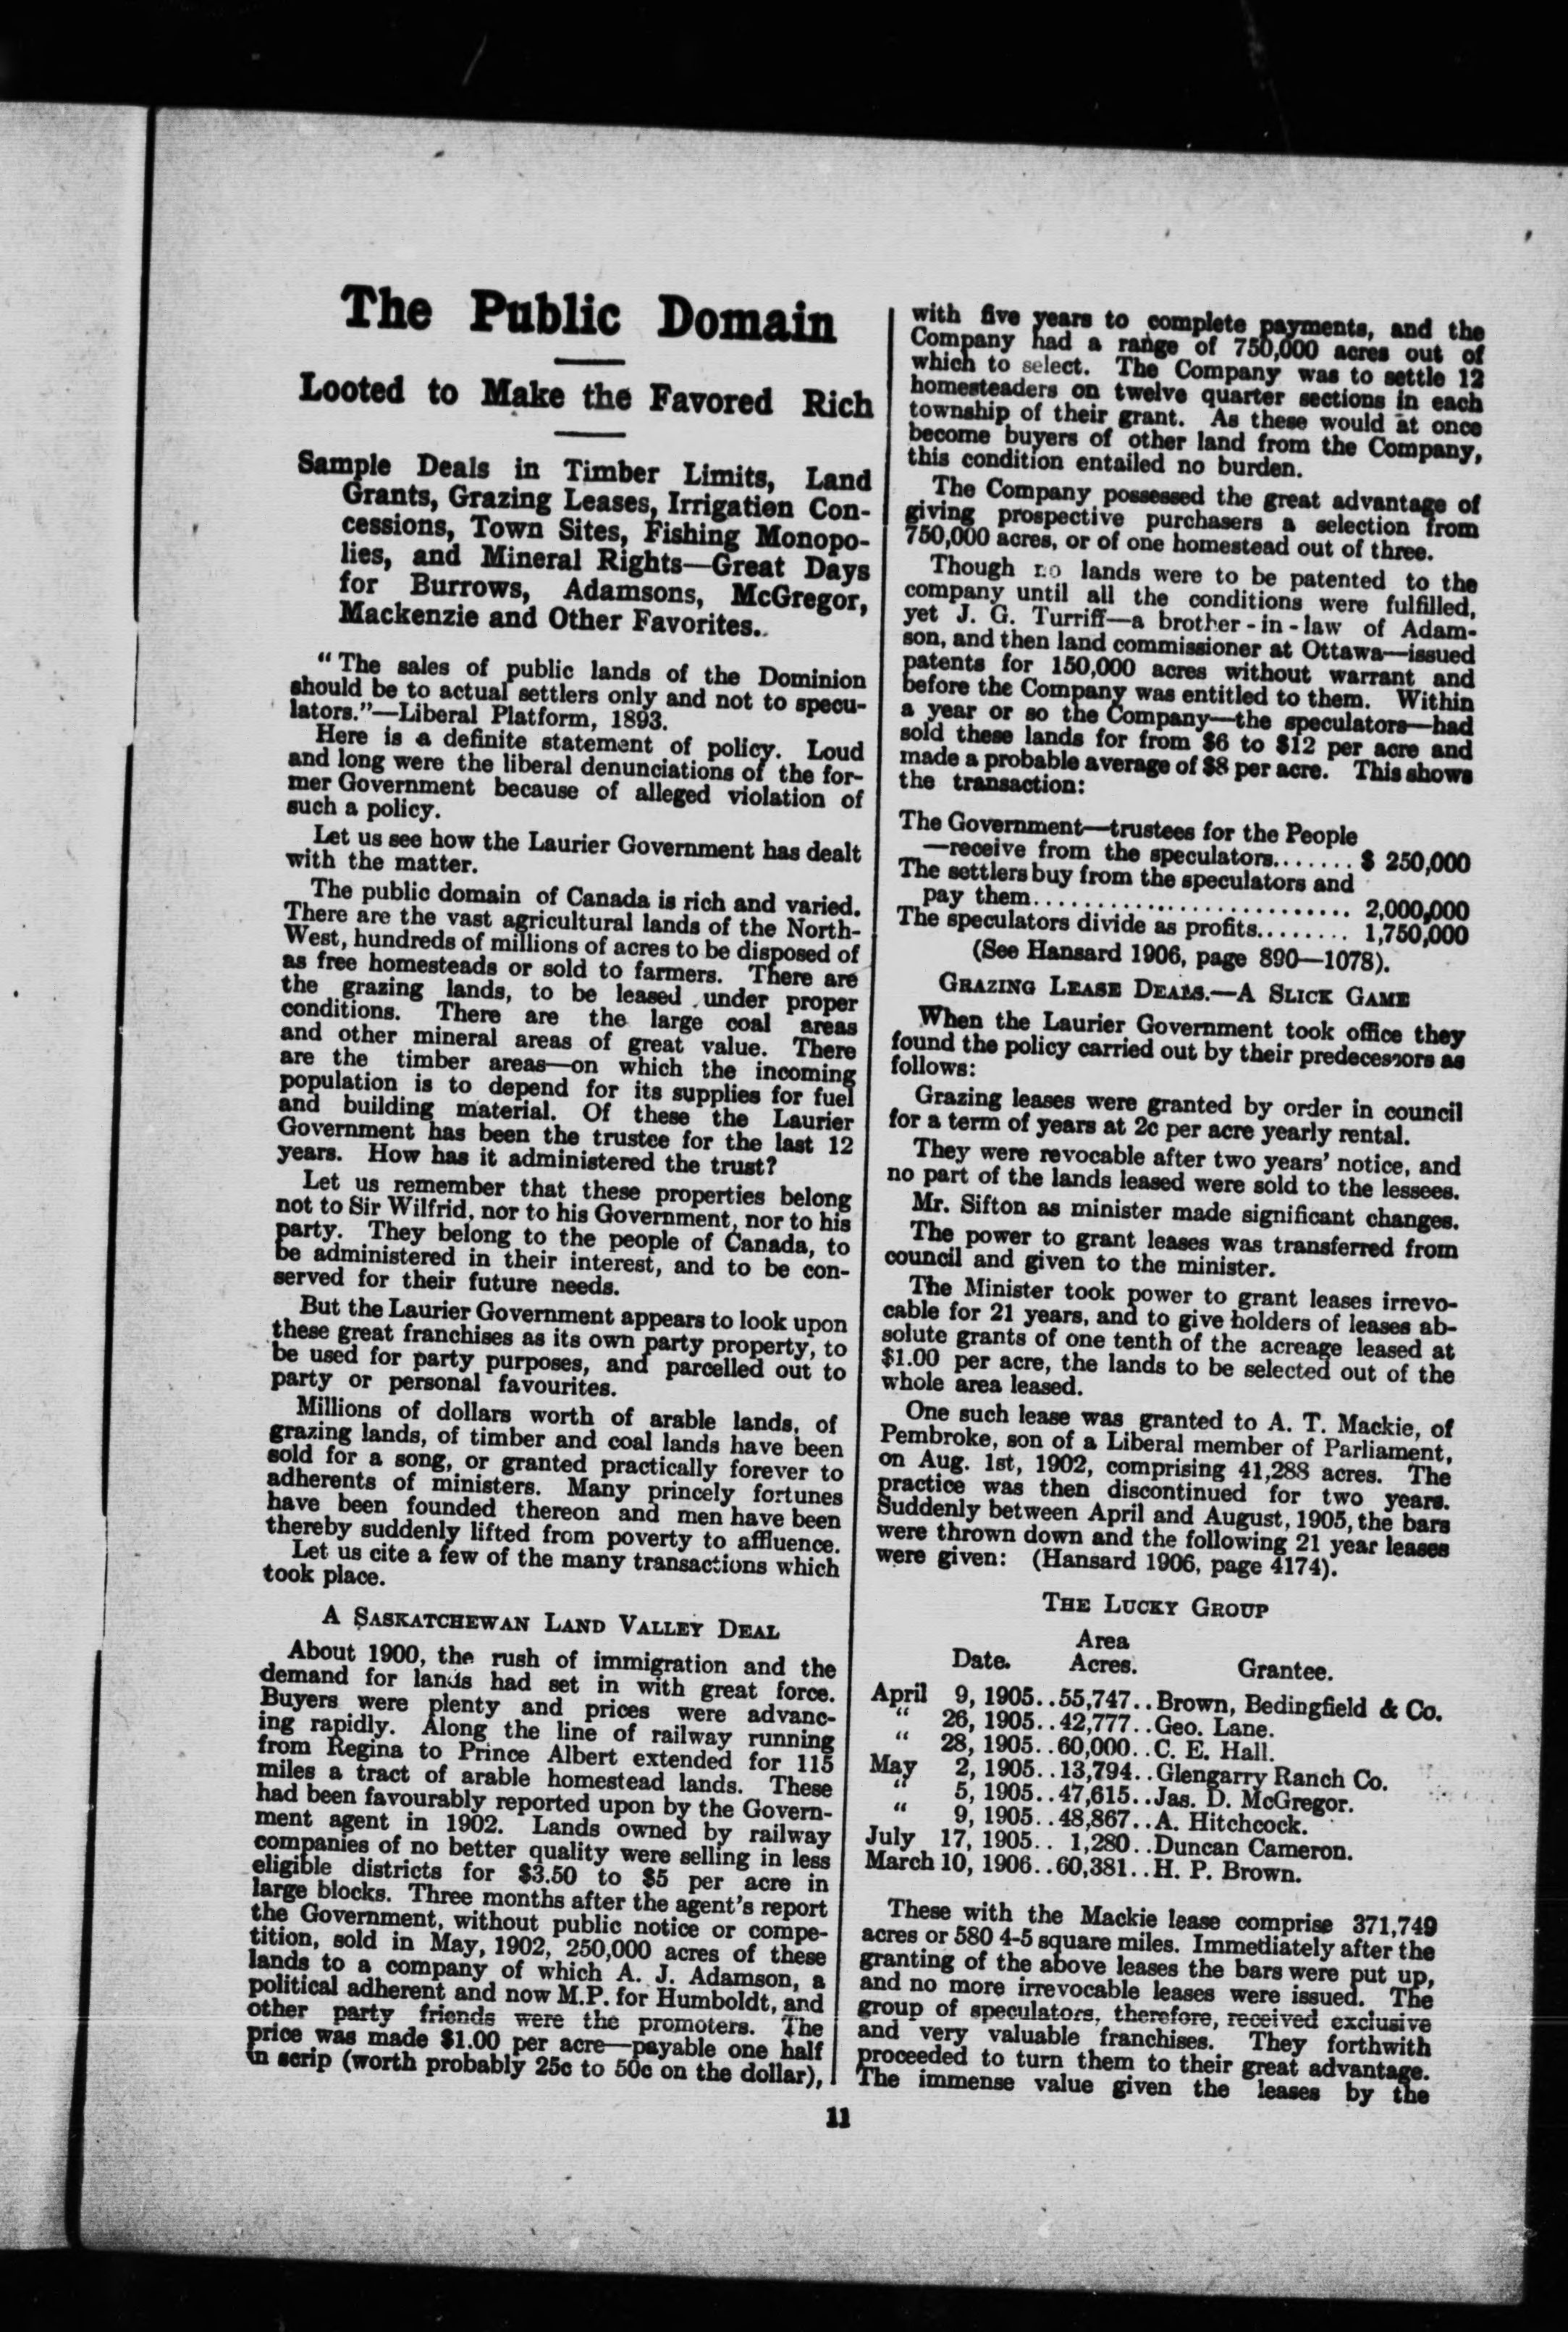 The Public Domain
Looted to Make the Favored Rich
Sample Deals in Timber Limits, Land
Grants, Grazing Leases, Irrigation Con-
cessions, Town Sites, Fishing Monopo-
lies, and Mineral Rights—Great Days
for Burrows, Adamsons, McGregor,
Mackenzie and Other Favorites.
"The sales of public lands of the Dominion
should be to actual settlers only and not to specu-
lators."—Liberal Platform, 1893.
Here is a definite statement of policy. Loud
and long were the liberal denunciations of the for-
mer Government because of alleged violation of
such a policy.
Let us see how the Laurier Government has dealt
with the matter.
The public domain of Canada is rich and varied.
There are the vast agricultural lands of the North-
West, hundreds of millions of acres to be disposed of
as free homesteads or sold to farmers. There are
the grazing lands, to be leased under proper
conditions. There are the large coal areas
and other mineral areas of great value. There
are the timber areas—on which the incoming
population is to depend for its supplies for fuel
and building material. Of these the Laurier
Government has been the trustee for the last 12
years. How has it administered the trust?
Let us remember that these properties belong
not to Sir Wilfrid, nor to his Government, nor to his
party. They belong to the people of Canada, to
be administered in their interest, and to be con-
served for their future needs.
But the Laurier Government appears to look upon
these great franchises as its own party property, to
be used for party purposes, and parcelled out to
party or personal favourites.
Millions of dollars worth of arable lands, of
grazing lands, of timber and coal lands have been
sold for a song, or granted practically forever to
adherents of ministers. Many princely fortunes
have been founded thereon and men have been
thereby suddenly lifted from poverty to affluence.
Let us cite a few of the many transactions which
took place.
A SASKATCHEWAN LAND VALLEY DEAL
About 1900, the rush of immigration and the
demand for lands had set in with great force.
Buyers were plenty and prices were advanc-
ing rapidly. Along the line of railway running
from Regina to Prince Albert extended for 115
miles a tract of arable homestead lands. These
had been favourably reported upon by the Govern-
ment agent in 1902. Lands owned by railway
companies of no better quality were selling in less
eligible districts for $3.50 to $5 per acre in
large blocks. Three months after the agent's report
the Government, without public notice or compe-
tition, sold in May, 1902, 250,000 acres of these
lands to a company of which A. J. Adamson, a
political adherent and now M.P. for Humboldt, and
other party friends were the promoters. The
price was made $1.00 per acre—payable one half
in scrip (worth probably 25c to 50c on the dollar),
with five years to complete payments, and the
Company had a range of 750,000 acres out of
which to select. The Company was to settle 12
homesteaders on twelve quarter sections in each
township of their grant. As these would at once
become buyers of other land from the Company,
this condition entailed no burden.
The Company possessed the great advantage of
giving prospective purchasers a selection from
750,000 acres, or of one homestead out of three.
Though no lands were to be patented to the
company until all the conditions were fulfilled,
yet J. G. Turriff—a brother-in-law of Adam-
son, and then land commissioner at Ottawa—issued
patents for 150,000 acres without warrant and
before the Company was entitled to them. Within
a year or so the Company—the speculators—had
sold these lands for from $6 to $12 per acre and
made a probable average of $8 per acre. This shows
the transaction:
The Government—trustees for the People
—receive from the speculators....... $ 250,000
The settlers buy from the speculators and
pay them............................ 2,000,000
The speculators divide as profits........ 1,750,000
(See Hansard 1906, page 890—1078).
GRAZING LEASE DEALS.—A SLICK GAME
When the Laurier Government took office they
found the policy carried out by their predecessors as
follows:
Grazing leases were granted by order in council
for a term of years at 2c per acre yearly rental.
They were revocable after two years' notice, and
no part of the lands leased were sold to the lessees.
Mr. Sifton as minister made significant changes.
The power to grant leases was transferred from
council and given to the minister.
The Minister took power to grant leases irrevo-
cable for 21 years, and to give holders of leases ab-
solute grants of one tenth of the acreage leased at
$1.00 per acre, the lands to be selected out of the
whole area leased.
One such lease was granted to A. T. Mackie, of
Pembroke, son of a Liberal member of Parliament,
on Aug. 1st, 1902, comprising 41,288 acres. The
practice was then discontinued for two years.
Suddenly between April and August, 1905, the bars
were thrown down and the following 21 year leases
were given: (Hansard 1906, page 4174).
THE LUCKY GROUP
Area
Date. Acres. Grantee.
April 9, 1905..55,747..Brown, Bedingfield & Co.
" 26, 1905..42,777..Geo. Lane.
" 28, 1905..60,000..C. E. Hall.
May 2, 1905..13,794..Glengarry Ranch Co.
" 5, 1905..47,615..Jas. D. McGregor.
" 9, 1905..48,867..A. Hitchcock.
July 17, 1905.. 1,280..Duncan Cameron.
March 10, 1906..60,381..H. P. Brown.
These with the Mackie lease comprise 371,749
acres or 580 4-5 square miles. Immediately after the
granting of the above leases the bars were put up,
and no more irrevocable leases were issued. The
group of speculators, therefore, received exclusive
and very valuable franchises. They forthwith
proceeded to turn them to their great advantage.
The immense value given the leases by the
11